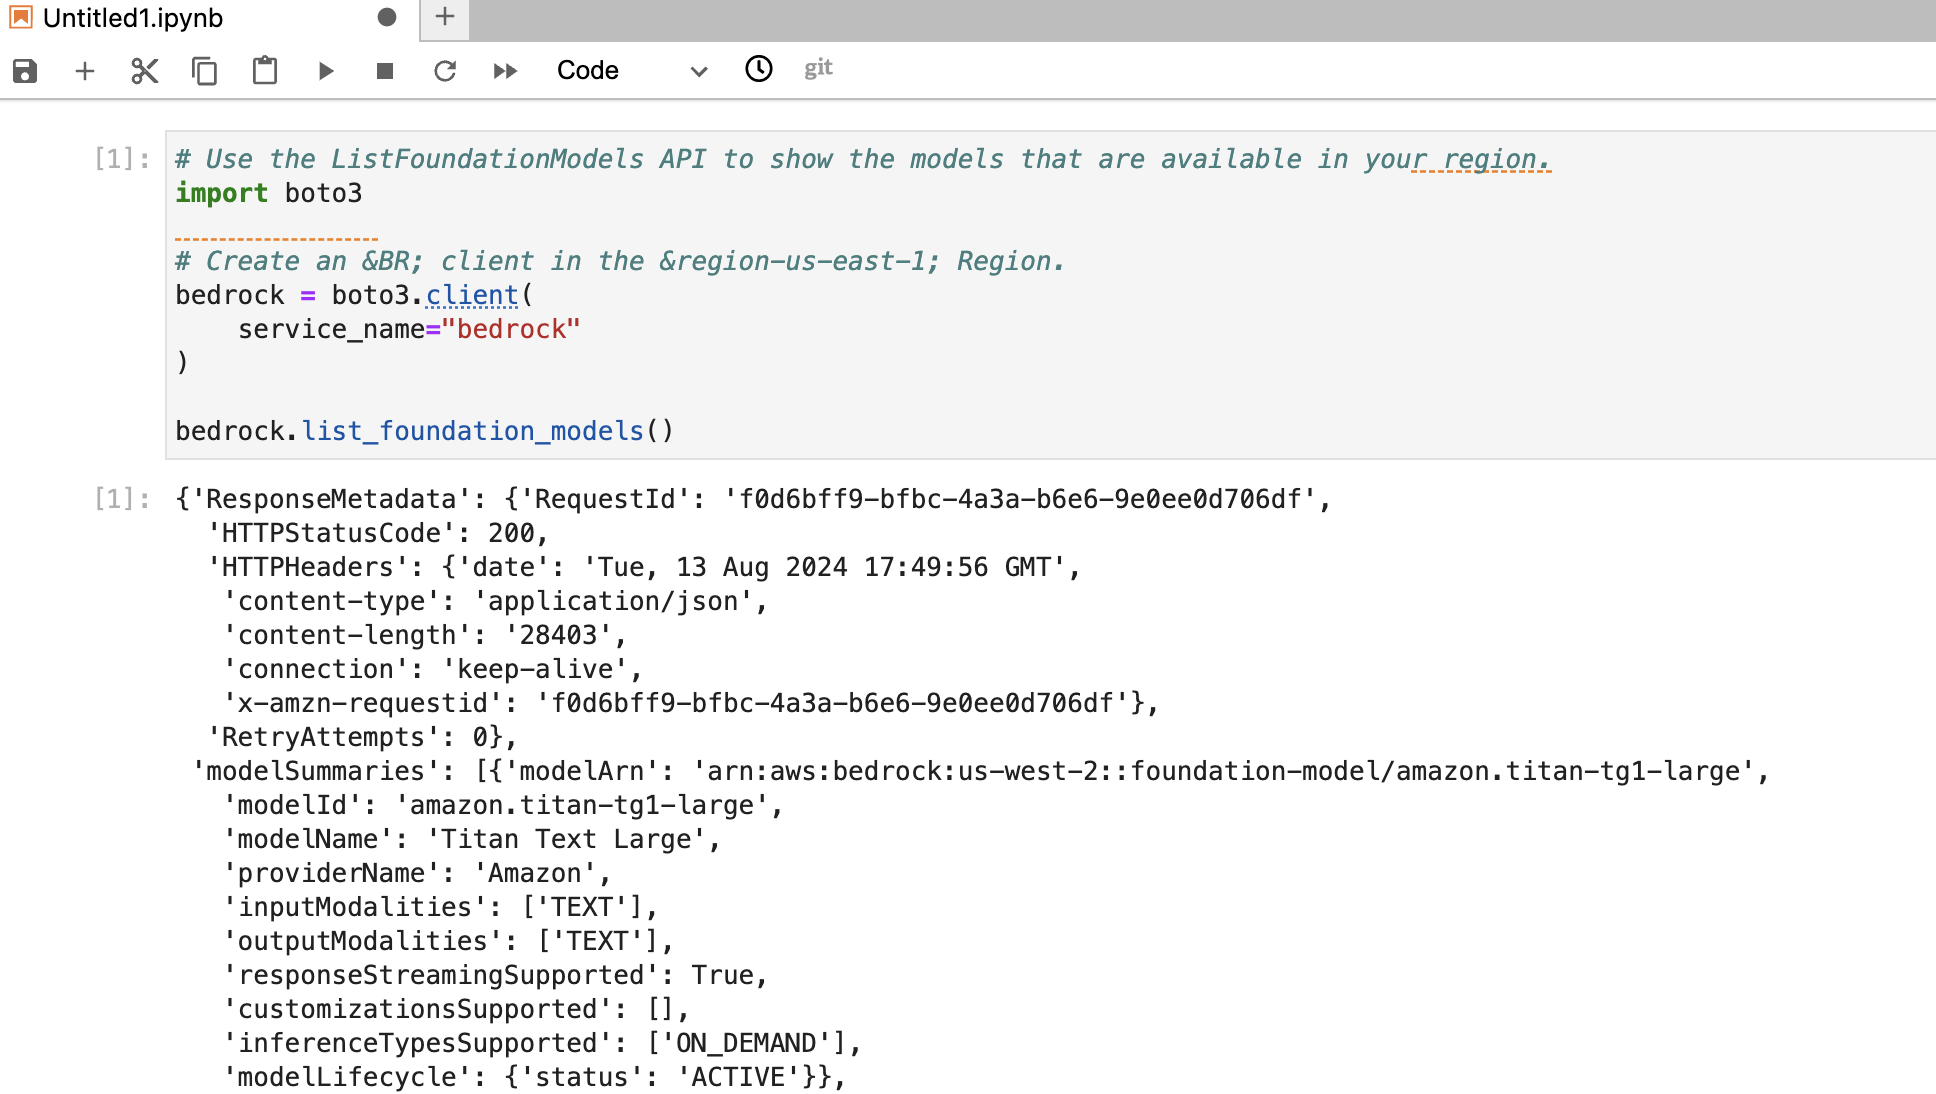 Untitled1.ipynb
Code git
[1]: # Use the ListFoundationModels API to show the models that are available in your region.
import boto3
# Create an &BR; client in the &region-us-east-1; Region.
bedrock = boto3.client(
    service_name="bedrock"
)
bedrock.list_foundation_models()
[1]: {'ResponseMetadata': {'RequestId': 'f0d6bff9-bfbc-4a3a-b6e6-9e0ee0d706df',
  'HTTPStatusCode': 200,
  'HTTPHeaders': {'date': 'Tue, 13 Aug 2024 17:49:56 GMT',
   'content-type': 'application/json',
   'content-length': '28403',
   'connection': 'keep-alive',
   'x-amzn-requestid': 'f0d6bff9-bfbc-4a3a-b6e6-9e0ee0d706df'},
  'RetryAttempts': 0},
 'modelSummaries': [{'modelArn': 'arn:aws:bedrock:us-west-2::foundation-model/amazon.titan-tg1-large',
   'modelId': 'amazon.titan-tg1-large',
   'modelName': 'Titan Text Large',
   'providerName': 'Amazon',
   'inputModalities': ['TEXT'],
   'outputModalities': ['TEXT'],
   'responseStreamingSupported': True,
   'customizationsSupported': [],
   'inferenceTypesSupported': ['ON_DEMAND'],
   'modelLifecycle': {'status': 'ACTIVE'}},